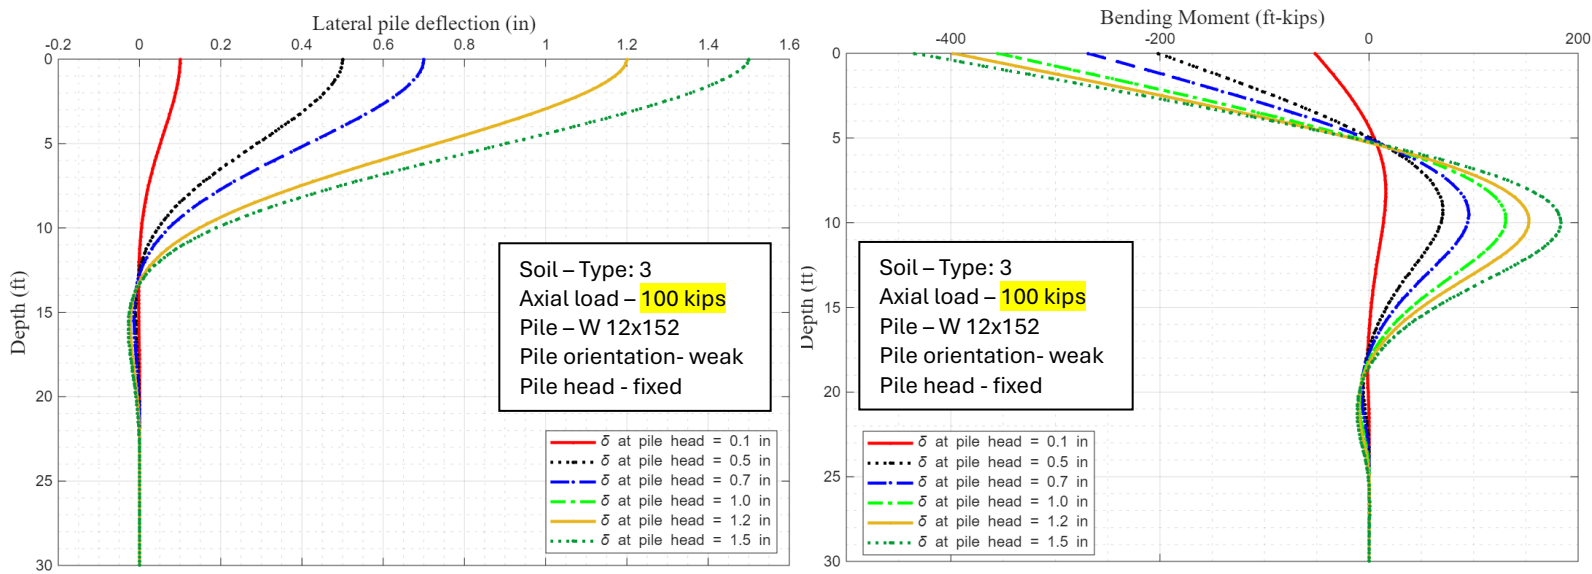 Lateral pile deflection (in)
-0.2 0 0.2 0.4 0.6 0.8 1 1.2 1.4 1.6
0
5
10
15
20
25
30
Depth (ft)
Soil – Type: 3
Axial load – 100 kips
Pile – W 12x152
Pile orientation- weak
Pile head - fixed
δ at pile head = 0.1 in
δ at pile head = 0.5 in
δ at pile head = 0.7 in
δ at pile head = 1.0 in
δ at pile head = 1.2 in
δ at pile head = 1.5 in
Bending Moment (ft-kips)
-400 -200 0 200
0
5
10
15
20
25
30
Depth (ft)
Soil – Type: 3
Axial load – 100 kips
Pile – W 12x152
Pile orientation- weak
Pile head - fixed
δ at pile head = 0.1 in
δ at pile head = 0.5 in
δ at pile head = 0.7 in
δ at pile head = 1.0 in
δ at pile head = 1.2 in
δ at pile head = 1.5 in